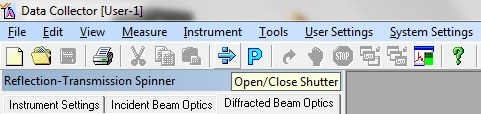 Data Collector [User-1]
File Edit View Measure Instrument Tools User Settings System Settings
P STOP ?
Reflection-Transmission Spinner Open/Close Shutter
Instrument Settings Incident Beam Optics Diffracted Beam Optics